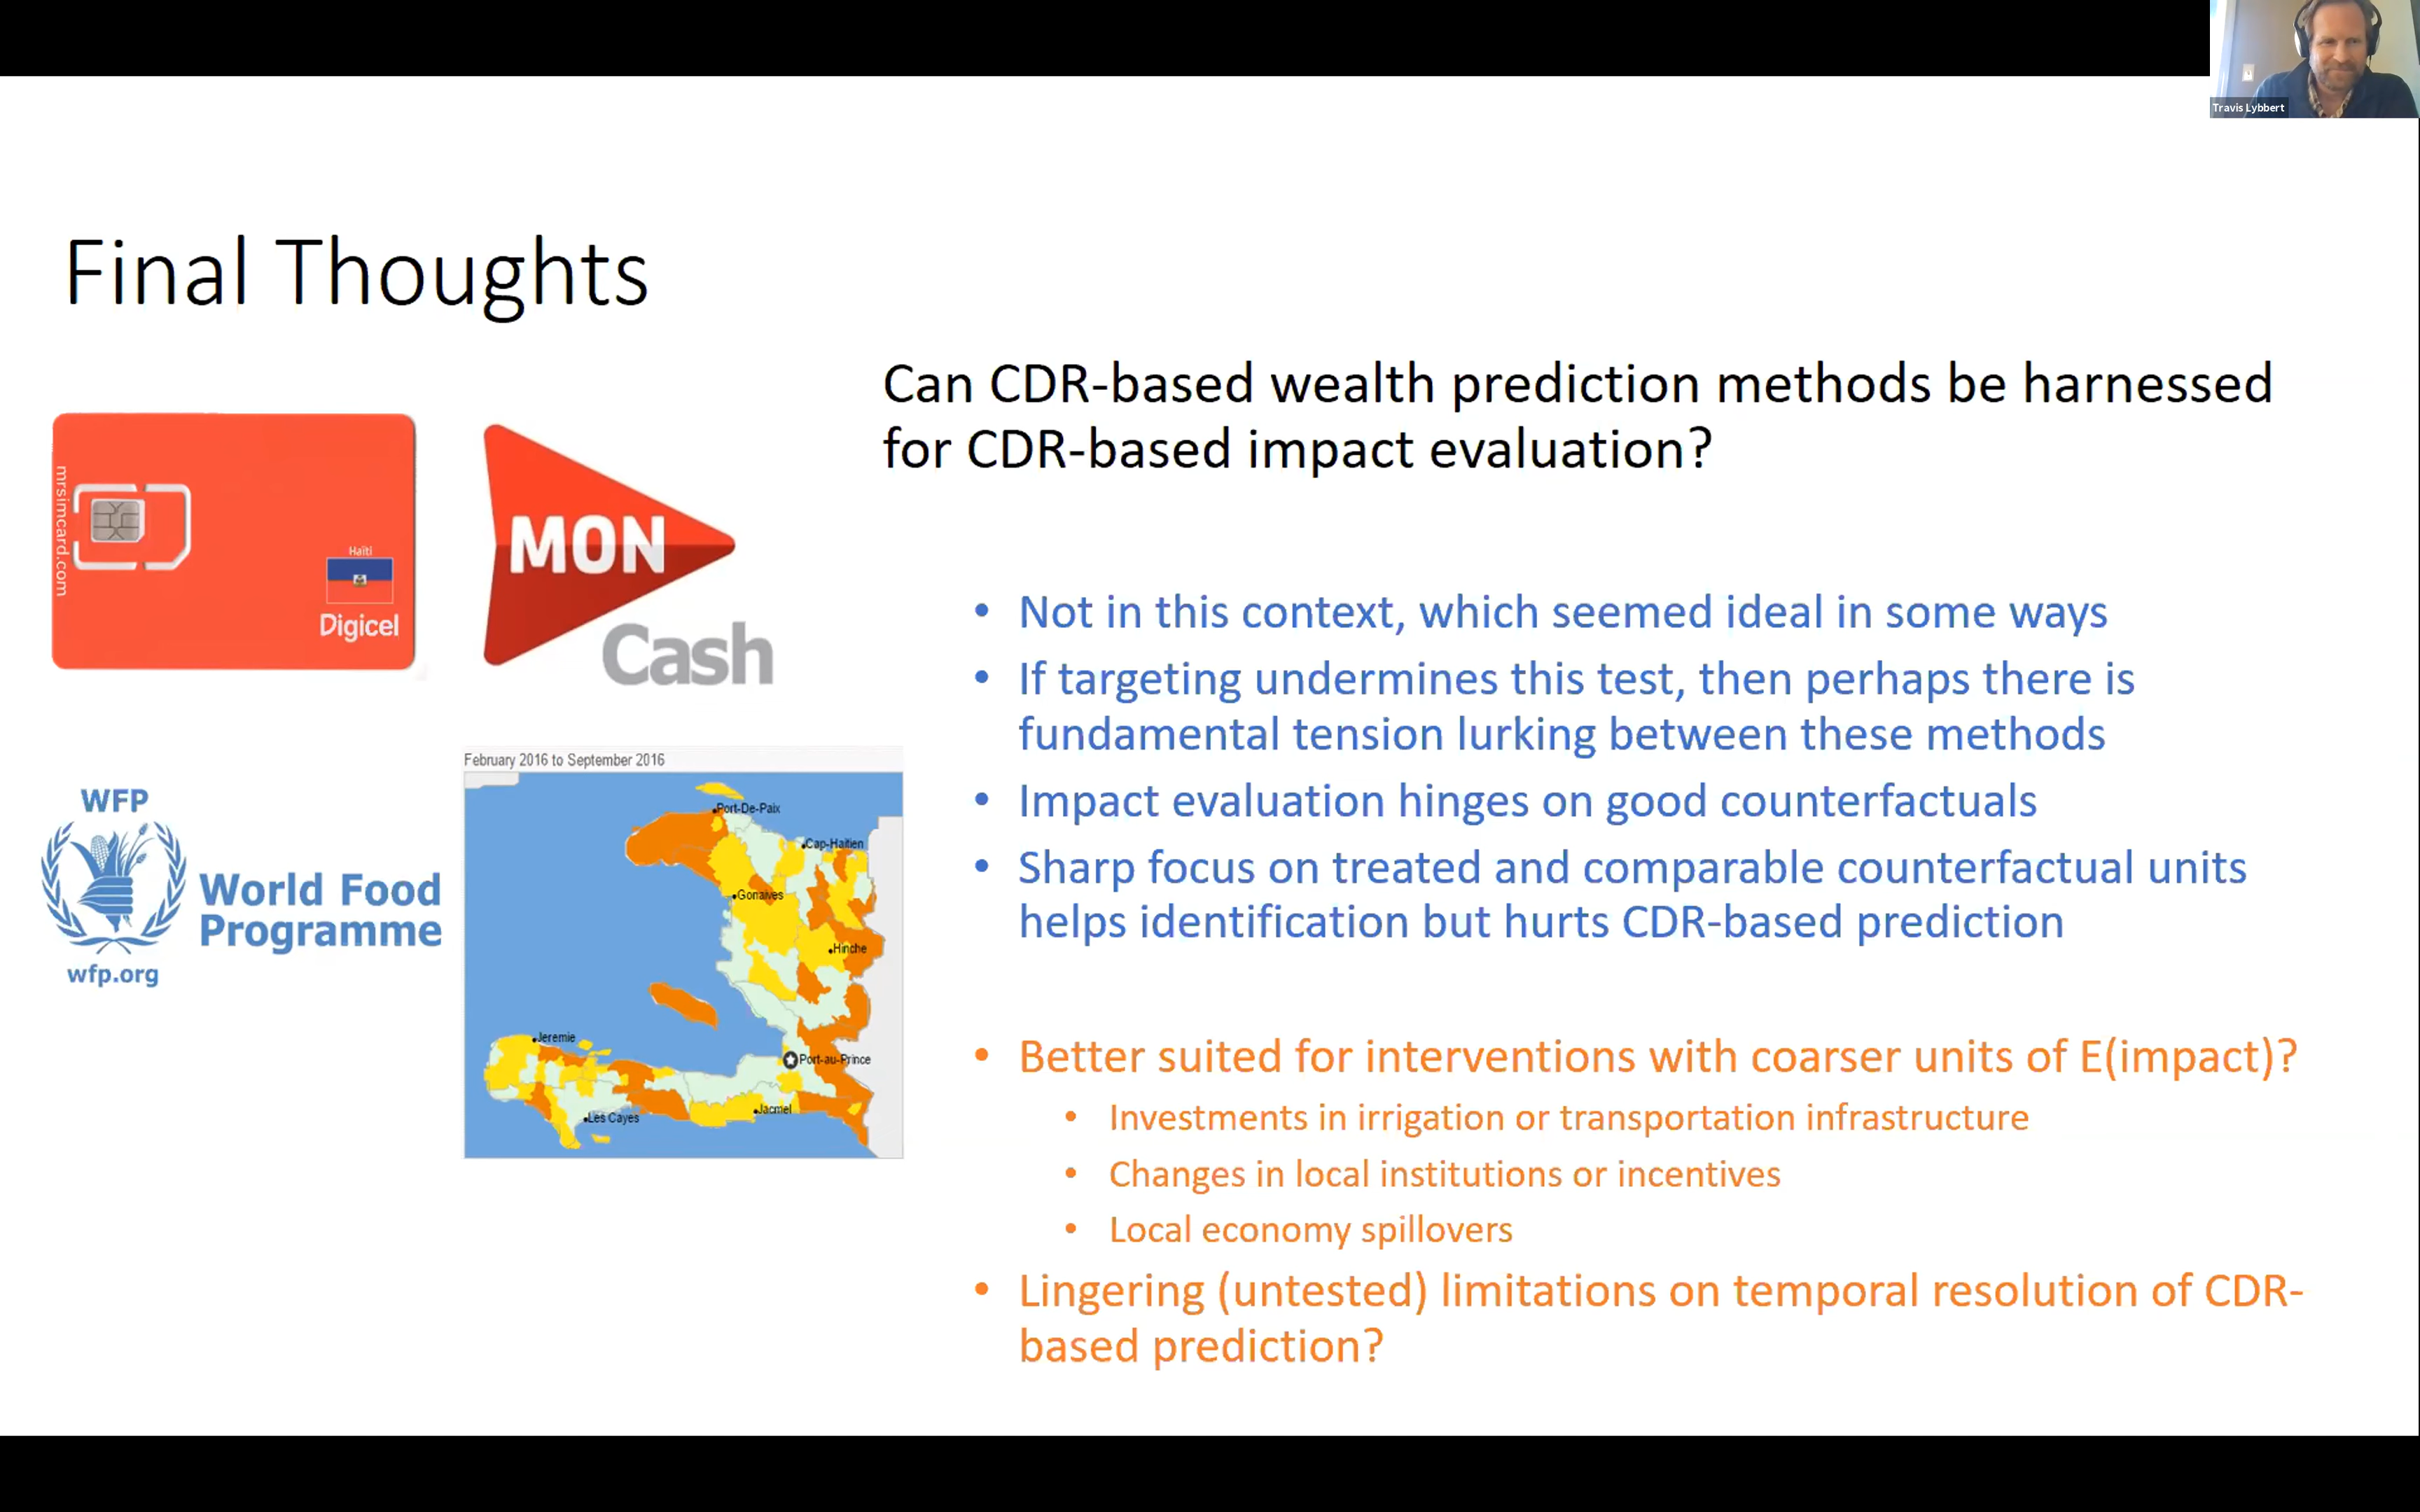 Travis Lybbert
Final Thoughts
Can CDR-based wealth prediction methods be harnessed
for CDR-based impact evaluation?
mrsimcard.com
Haïti
Digicel
MON
Cash
• Not in this context, which seemed ideal in some ways
• If targeting undermines this test, then perhaps there is
fundamental tension lurking between these methods
• Impact evaluation hinges on good counterfactuals
• Sharp focus on treated and comparable counterfactual units
helps identification but hurts CDR-based prediction
WFP
World Food
Programme
wfp.org
February 2016 to September 2016
Port-De-Paix
Cap-Haitien
Gonaives
Hinche
Jeremie
Port-au-Prince
Jacmel
Les Cayes
• Better suited for interventions with coarser units of E(impact)?
• Investments in irrigation or transportation infrastructure
• Changes in local institutions or incentives
• Local economy spillovers
• Lingering (untested) limitations on temporal resolution of CDR-
based prediction?